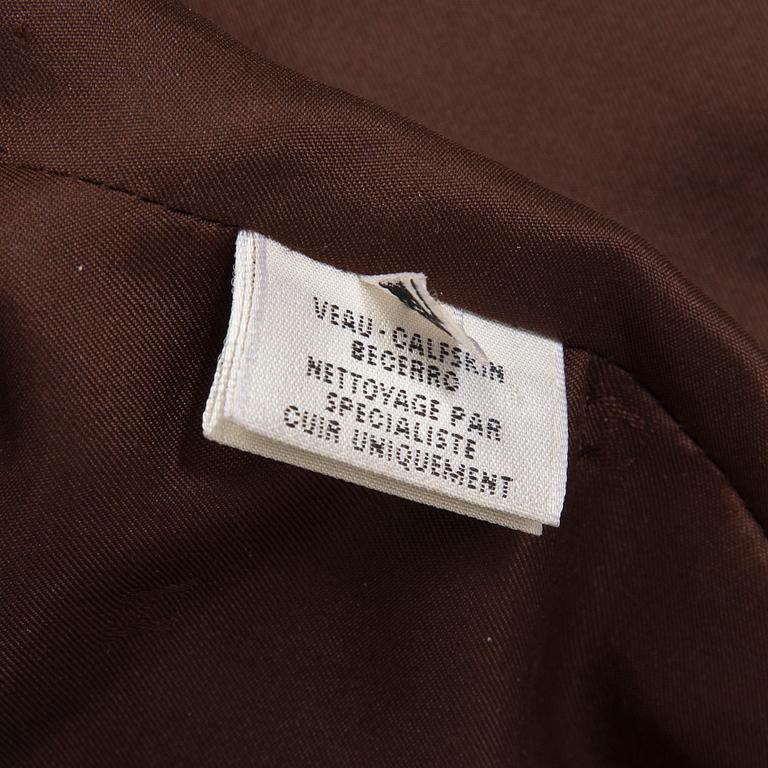 VEAU · CALFSKIN
BECERRO
NETTOYAGE PAR
SPECIALISTE
CUIR UNIQUEMENT